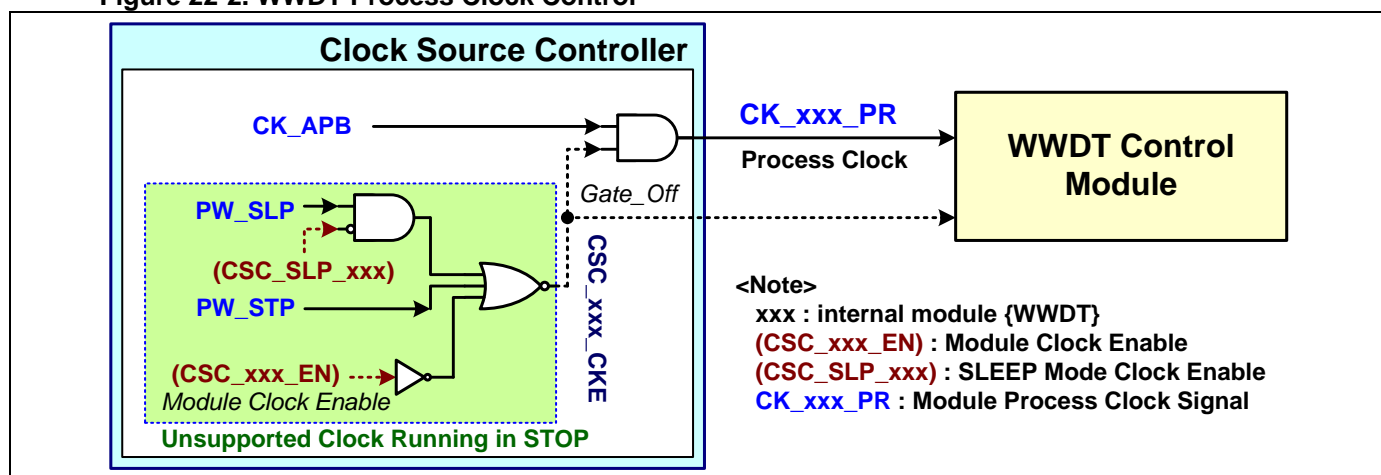 Figure 22-2. WWDT Process Clock Control
Clock Source Controller
CK_APB
CK_xxx_PR
Process Clock
WWDT Control
Module
Gate_Off
PW_SLP
(CSC_SLP_xxx)
PW_STP
CSC_xxx_CKE
(CSC_xxx_EN)
Module Clock Enable
Unsupported Clock Running in STOP
<Note>
xxx : internal module {WWDT}
(CSC_xxx_EN) : Module Clock Enable
(CSC_SLP_xxx) : SLEEP Mode Clock Enable
CK_xxx_PR : Module Process Clock Signal